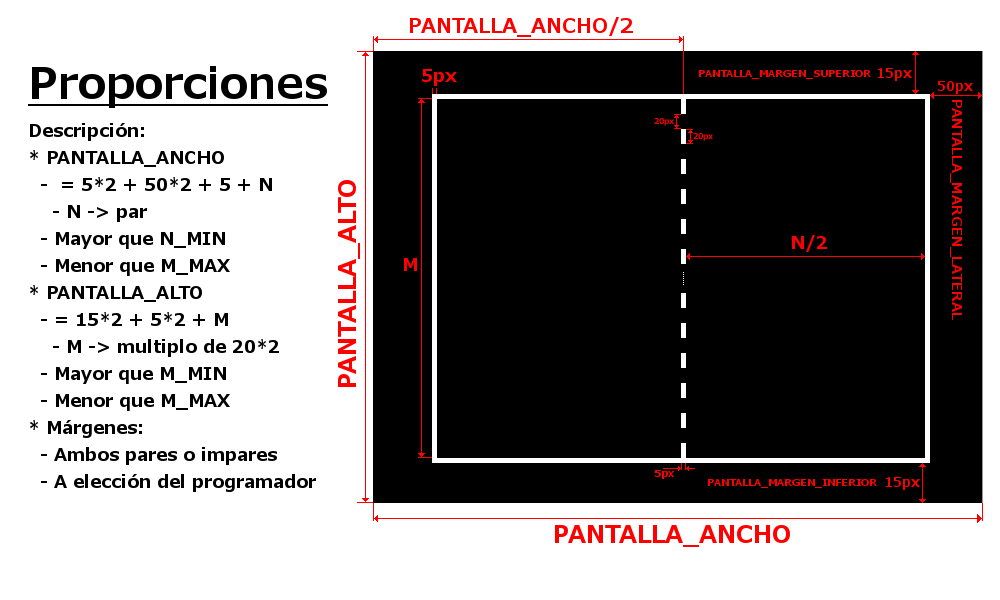 Proporciones
Descripción:
* PANTALLA_ANCHO
- = 5*2 + 50*2 + 5 + N
- N -> par
- Mayor que N_MIN
- Menor que M_MAX
* PANTALLA_ALTO
- = 15*2 + 5*2 + M
- M -> multiplo de 20*2
- Mayor que M_MIN
- Menor que M_MAX
* Márgenes:
- Ambos pares o impares
- A elección del programador
PANTALLA_ANCHO/2
5px
PANTALLA_MARGEN_SUPERIOR 15px
50px
20px
20px
PANTALLA_ALTO
M
N/2
PANTALLA_MARGEN_LATERAL
5px
PANTALLA_MARGEN_INFERIOR 15px
PANTALLA_ANCHO